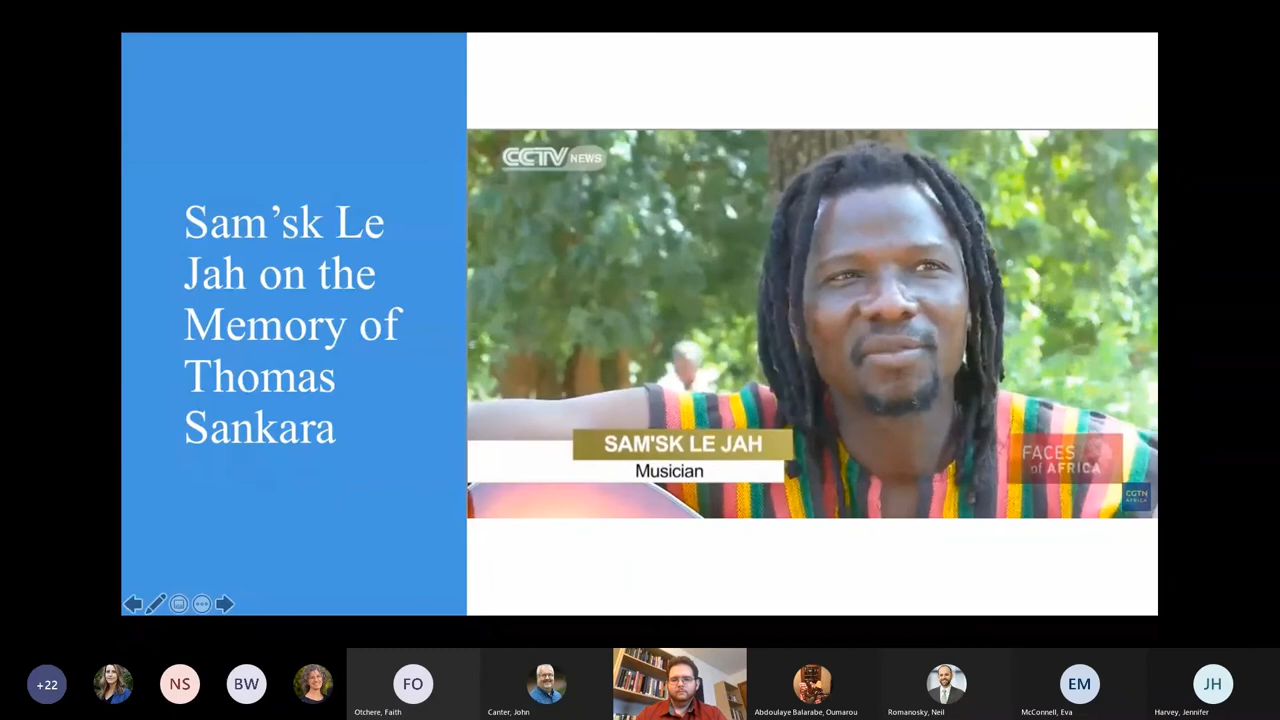 Sam’sk Le
Jah on the
Memory of
Thomas
Sankara
CCTV NEWS
SAM'SK LE JAH
Musician
FACES
of AFRICA
CGTN
AFRICA
+22
NS
BW
FO
EM
JH
Otchere, Faith
Canter, John
Abdoulaye Balarabe, Oumarou
Romanosky, Neil
McConnell, Eva
Harvey, Jennifer